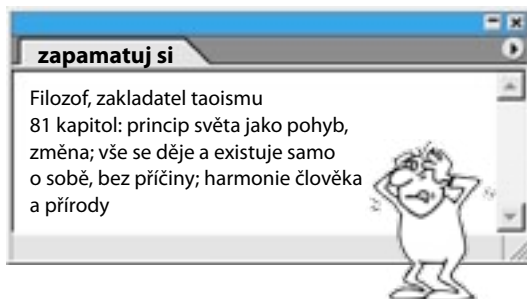 zapamatuj si
Filozof, zakladatel taoismu
81 kapitol: princip světa jako pohyb,
změna; vše se děje a existuje samo
o sobě, bez příčiny; harmonie člověka
a přírody